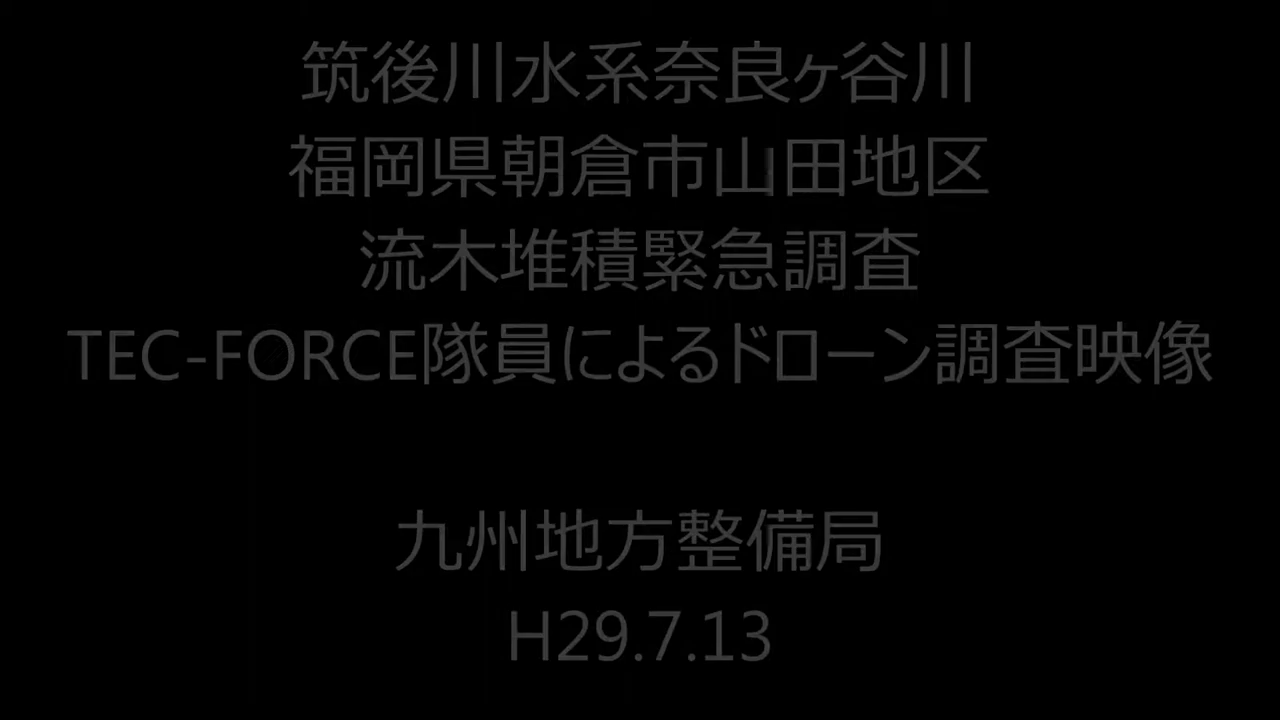 筑後川水系奈良ヶ谷川
福岡県朝倉市山田地区
流木堆積緊急調査
TEC-FORCE隊員によるドローン調査映像
九州地方整備局
H29.7.13